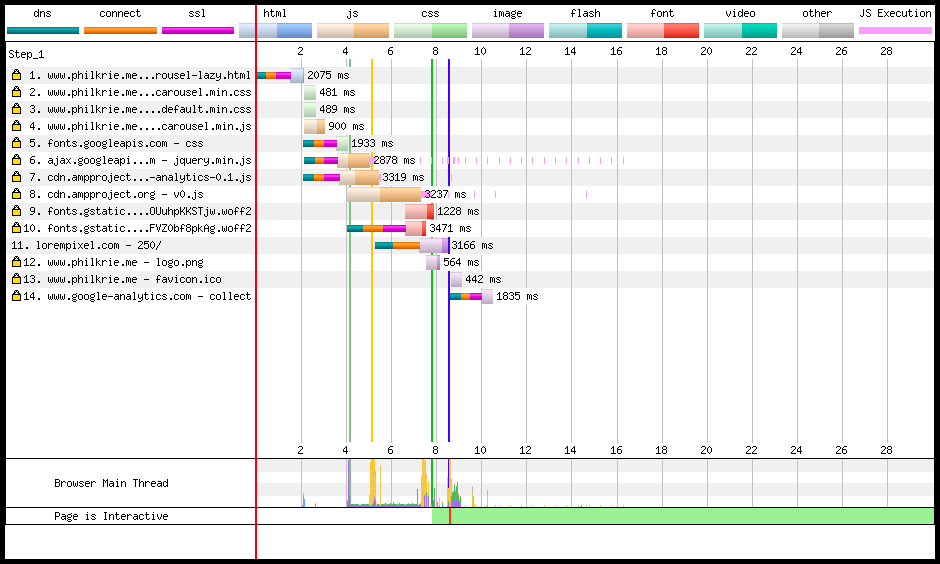 dns connect ssl html js css image flash font video other JS Execution
2 4 6 8 10 12 14 16 18 20 22 24 26 28
Step_1
1. www.philkrie.me...rousel-lazy.html 2075 ms
2. www.philkrie.me...carousel.min.css 481 ms
3. www.philkrie.me....default.min.css 489 ms
4. www.philkrie.me....carousel.min.js 900 ms
5. fonts.googleapis.com - css 1933 ms
6. ajax.googleapi...m - jquery.min.js 2878 ms
7. cdn.ampproject...-analytics-0.1.js 3319 ms
8. cdn.ampproject.org - v0.js 3237 ms
9. fonts.gstatic....OUuhpKKSTjw.woff2 1228 ms
10. fonts.gstatic....FVZ0bf8pkAg.woff2 3471 ms
11. lorempixel.com - 250/ 3166 ms
12. www.philkrie.me - logo.png 564 ms
13. www.philkrie.me - favicon.ico 442 ms
14. www.google-analytics.com - collect 1835 ms
2 4 6 8 10 12 14 16 18 20 22 24 26 28
Browser Main Thread
Page is Interactive